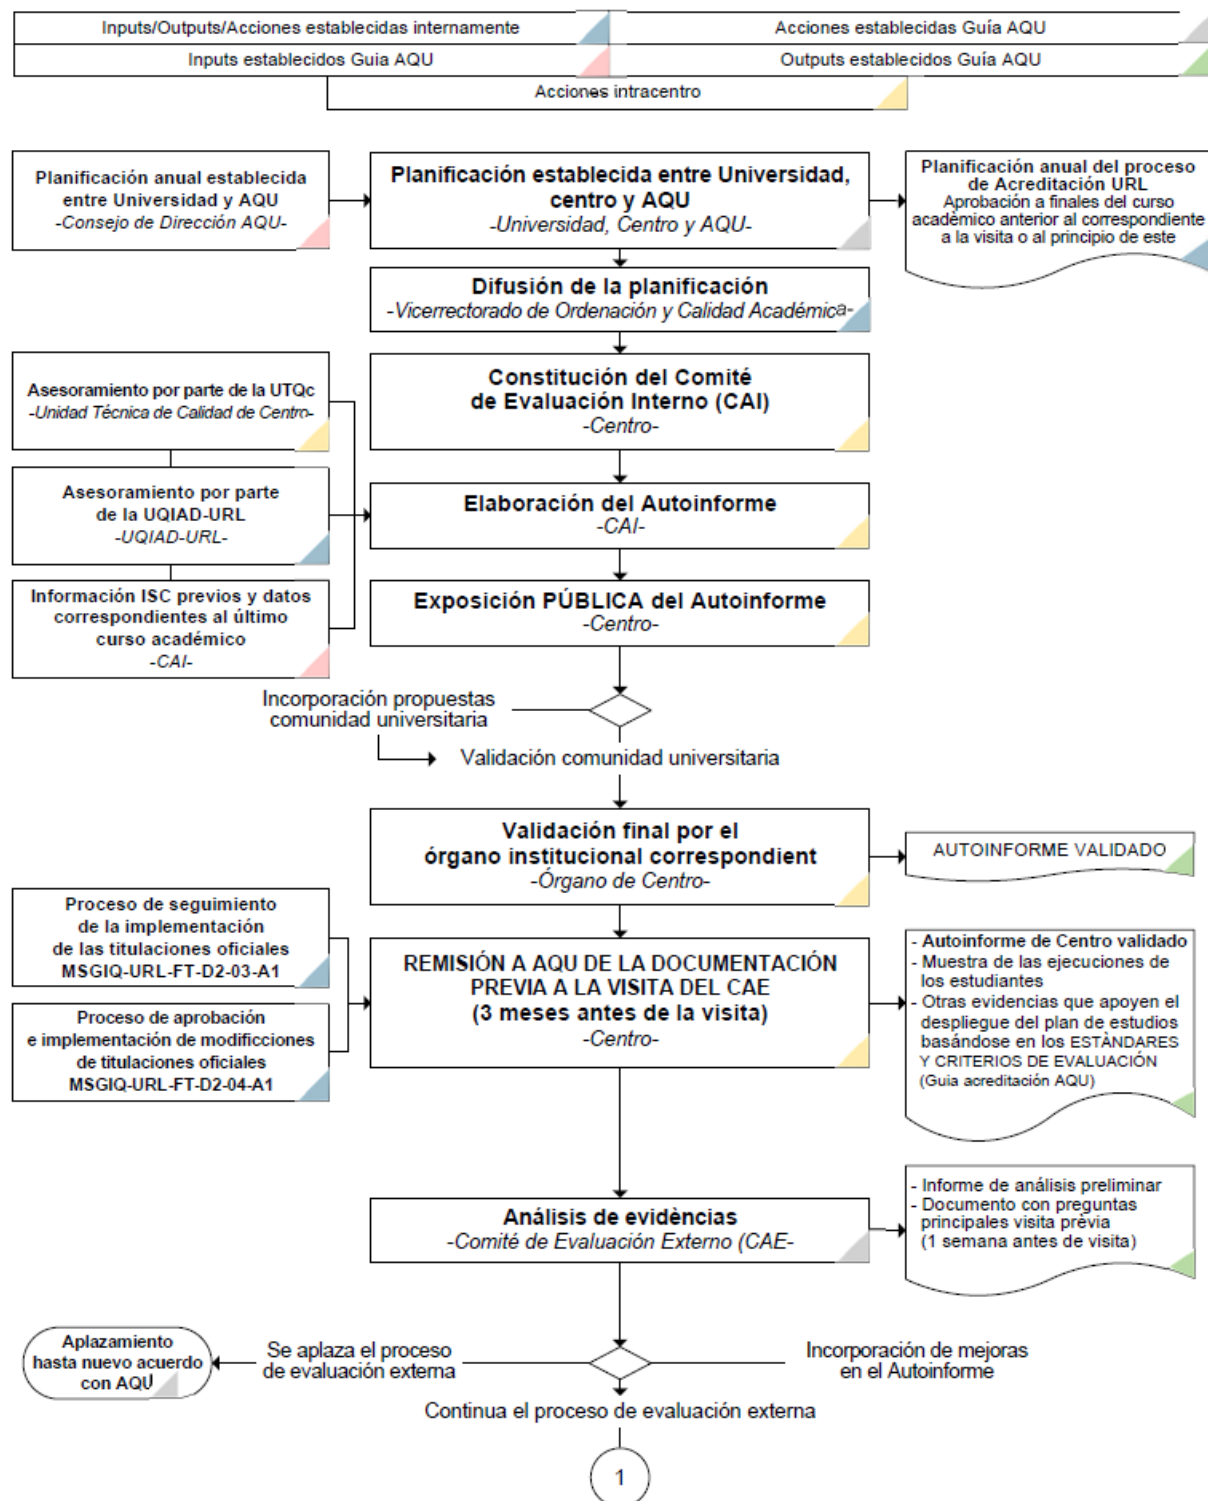 Inputs/Outputs/Acciones establecidas internamente
Acciones establecidas Guía AQU
Inputs establecidos Guia AQU
Outputs establecidos Guía AQU
Acciones intracentro
Planificación anual establecida
entre Universidad y AQU
-Consejo de Dirección AQU-
Planificación establecida entre Universidad,
centro y AQU
-Universidad, Centro y AQU-
Planificación anual del proceso
de Acreditación URL
Aprobación a finales del curso
académico anterior al correspondiente
a la visita o al principio de este
Difusión de la planificación
-Vicerrectorado de Ordenación y Calidad Académica-
Asesoramiento por parte de la UTQc
-Unidad Técnica de Calidad de Centro-
Constitución del Comité
de Evaluación Interno (CAI)
-Centro-
Asesoramiento por parte
de la UQIAD-URL
-UQIAD-URL-
Elaboración del Autoinforme
-CAI-
Información ISC previos y datos
correspondientes al último
curso académico
-CAI-
Exposición PÚBLICA del Autoinforme
-Centro-
Incorporación propuestas
comunidad universitaria
Validación comunidad universitaria
Validación final por el
órgano institucional correspondient
-Órgano de Centro-
AUTOINFORME VALIDADO
Proceso de seguimiento
de la implementación
de las titulaciones oficiales
MSGIQ-URL-FT-D2-03-A1
Proceso de aprobación
e implementación de modificciones
de titulaciones oficiales
MSGIQ-URL-FT-D2-04-A1
REMISIÓN A AQU DE LA DOCUMENTACIÓN
PREVIA A LA VISITA DEL CAE
(3 meses antes de la visita)
-Centro-
- Autoinforme de Centro validado
- Muestra de las ejecuciones de
los estudiantes
- Otras evidencias que apoyen el
despliegue del plan de estudios
basándose en los ESTÀNDARES
Y CRITERIOS DE EVALUACIÓN
(Guia acreditación AQU)
Análisis de evidències
-Comité de Evaluación Externo (CAE-
- Informe de análisis preliminar
- Documento con preguntas
principales visita prèvia
(1 semana antes de visita)
Aplazamiento
hasta nuevo acuerdo
con AQU
Se aplaza el proceso
de evaluación externa
Incorporación de mejoras
en el Autoinforme
Continua el proceso de evaluación externa
1